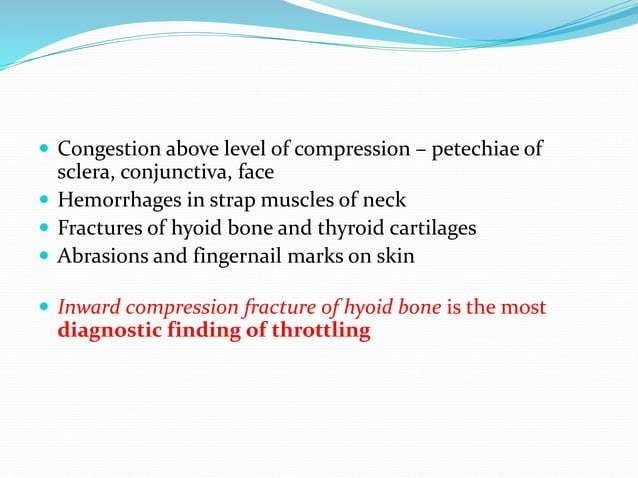 • Congestion above level of compression – petechiae of
sclera, conjunctiva, face
• Hemorrhages in strap muscles of neck
• Fractures of hyoid bone and thyroid cartilages
• Abrasions and fingernail marks on skin
• Inward compression fracture of hyoid bone is the most
diagnostic finding of throttling